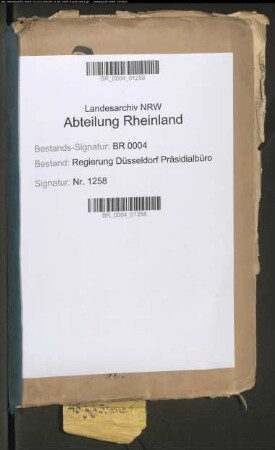 BR_0004_01258
Landesarchiv NRW
Abteilung Rheinland
Bestands-Signatur: BR 0004
Bestand: Regierung Düsseldorf Präsidialbüro
Signatur: Nr. 1258
BR_0004_01258